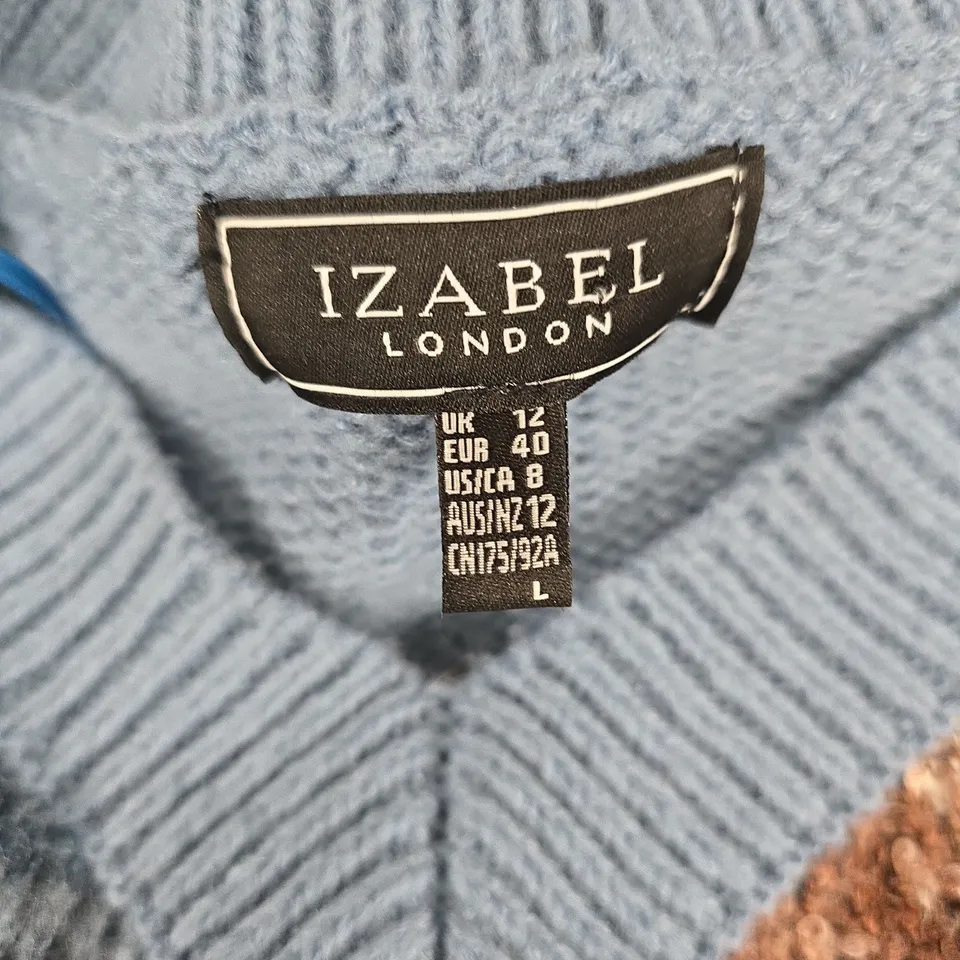 IZABEL
LONDON
UK 12
EUR 40
US/CA 8
AUS/NZ 12
CN175/92A
L